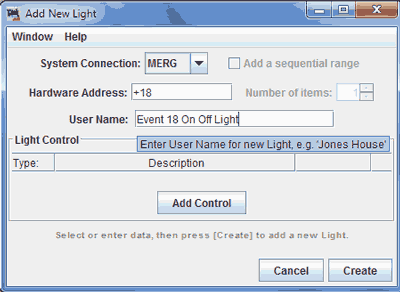 Add New Light
Window Help
System Connection: MERG Add a sequential range
Hardware Address: +18 Number of items: 1
User Name: Event 18 On Off Light
Enter User Name for new Light, e.g. 'Jones House'
Light Control
Type: Description
Add Control
Select or enter data, then press [Create] to add a new Light.
Cancel Create